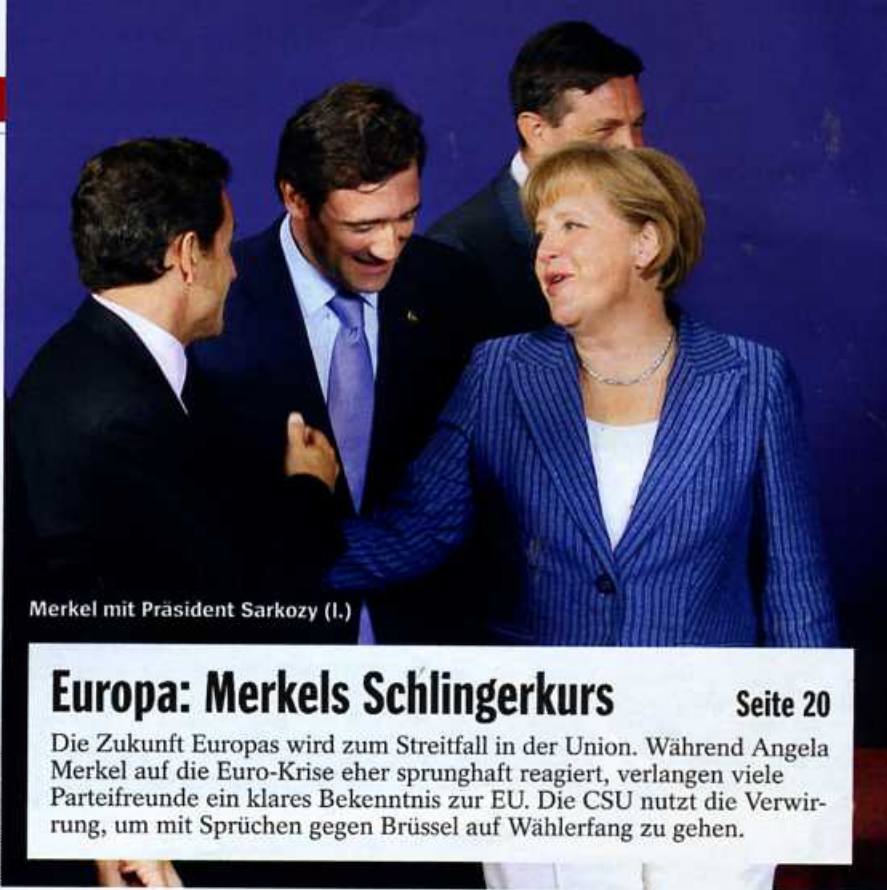 Merkel mit Präsident Sarkozy (l.)
Europa: Merkels Schlingerkurs Seite 20
Die Zukunft Europas wird zum Streitfall in der Union. Während Angela
Merkel auf die Euro-Krise eher sprunghaft reagiert, verlangen viele
Parteifreunde ein klares Bekenntnis zur EU. Die CSU nutzt die Verwir-
rung, um mit Sprüchen gegen Brüssel auf Wählerfang zu gehen.